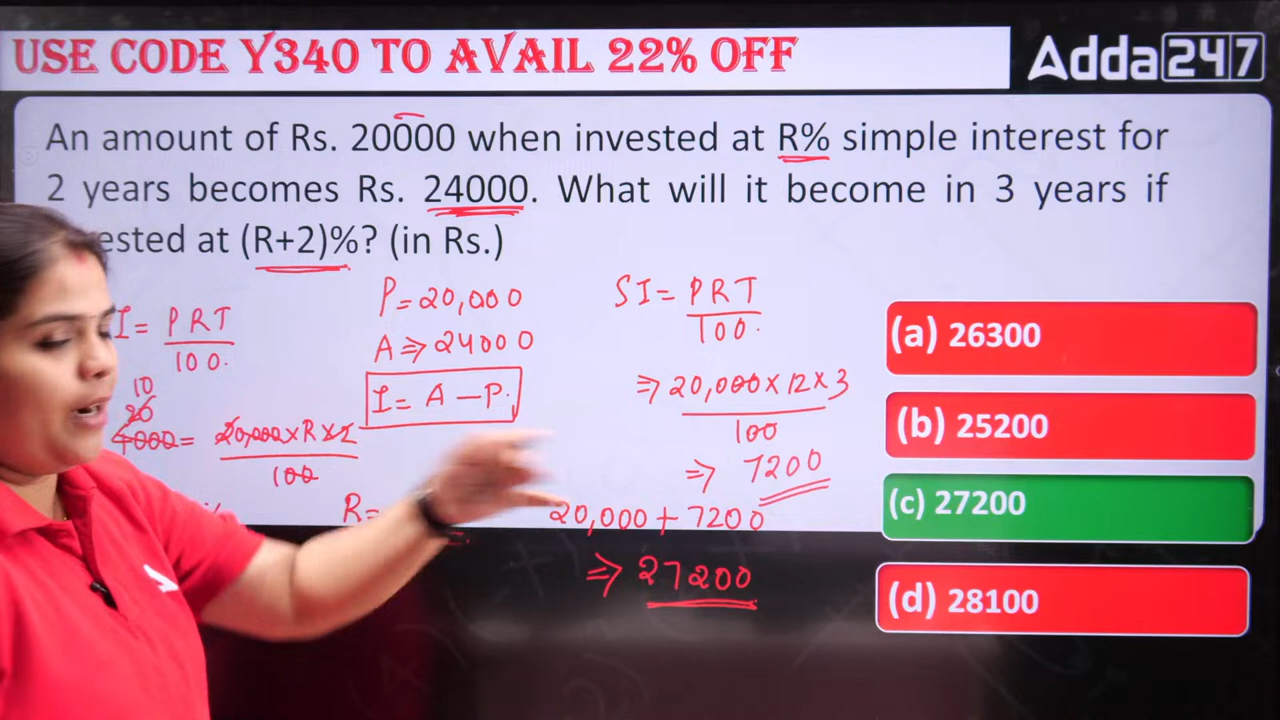 USE CODE Y340 TO AVAIL 22% OFF
Adda247
An amount of Rs. 20000 when invested at R% simple interest for
2 years becomes Rs. 24000. What will it become in 3 years if
ested at (R+2)%? (in Rs.)
I = PRT
100.
10
20
4000 = 20,000 x R x 2
100
%
P = 20,000
A ⇒ 24000
I = A - P.
R =
SI = PRT
100.
⇒ 20,000 x 12 x 3
100
⇒ 7200
20,000 + 7200
⇒ 27200
(a) 26300
(b) 25200
(c) 27200
(d) 28100